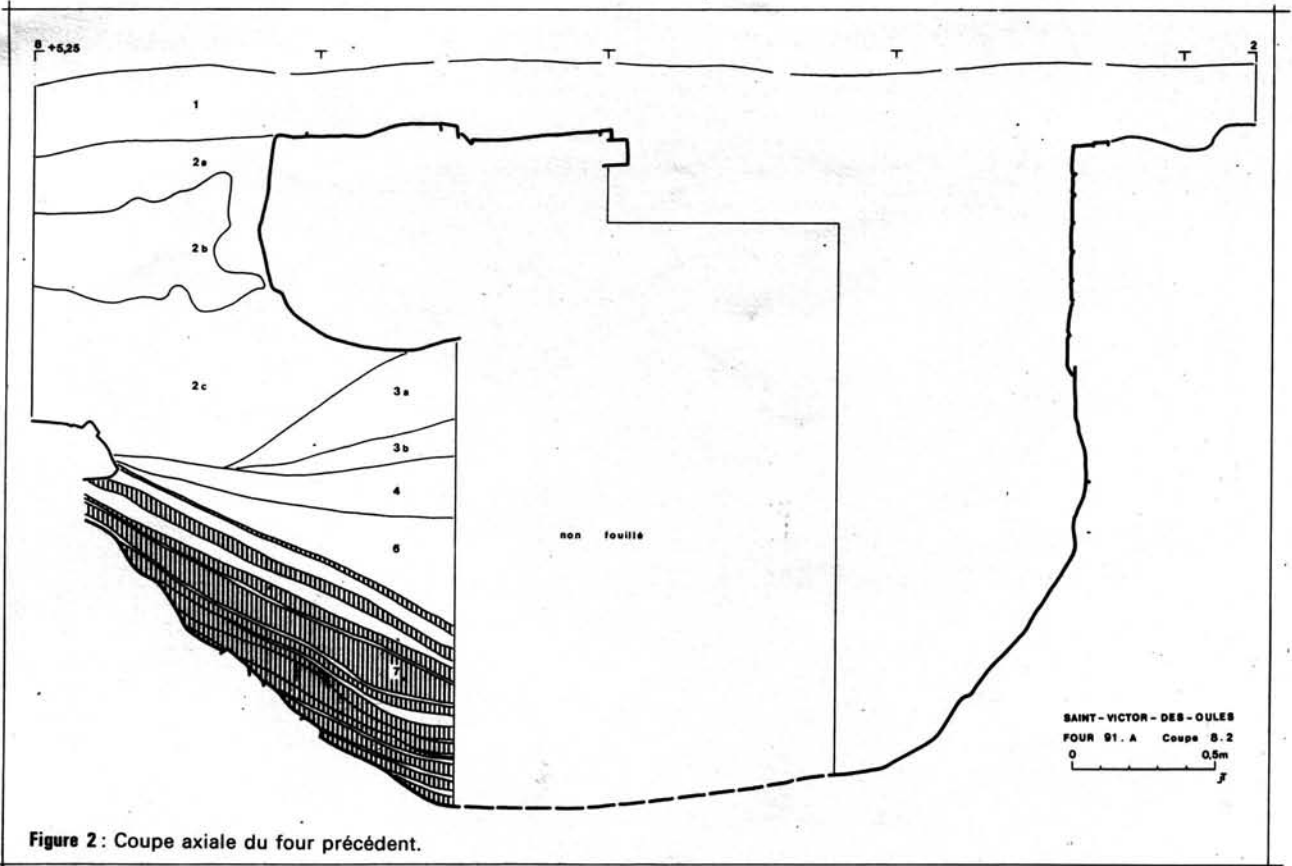 8 +5,25
2
1
2a
2b
2c
3a
3b
4
6
non fouillé
7
SAINT-VICTOR-DES-OULES
FOUR 91. A Coupe 8.2
0 0,5m
Figure 2 : Coupe axiale du four précédent.